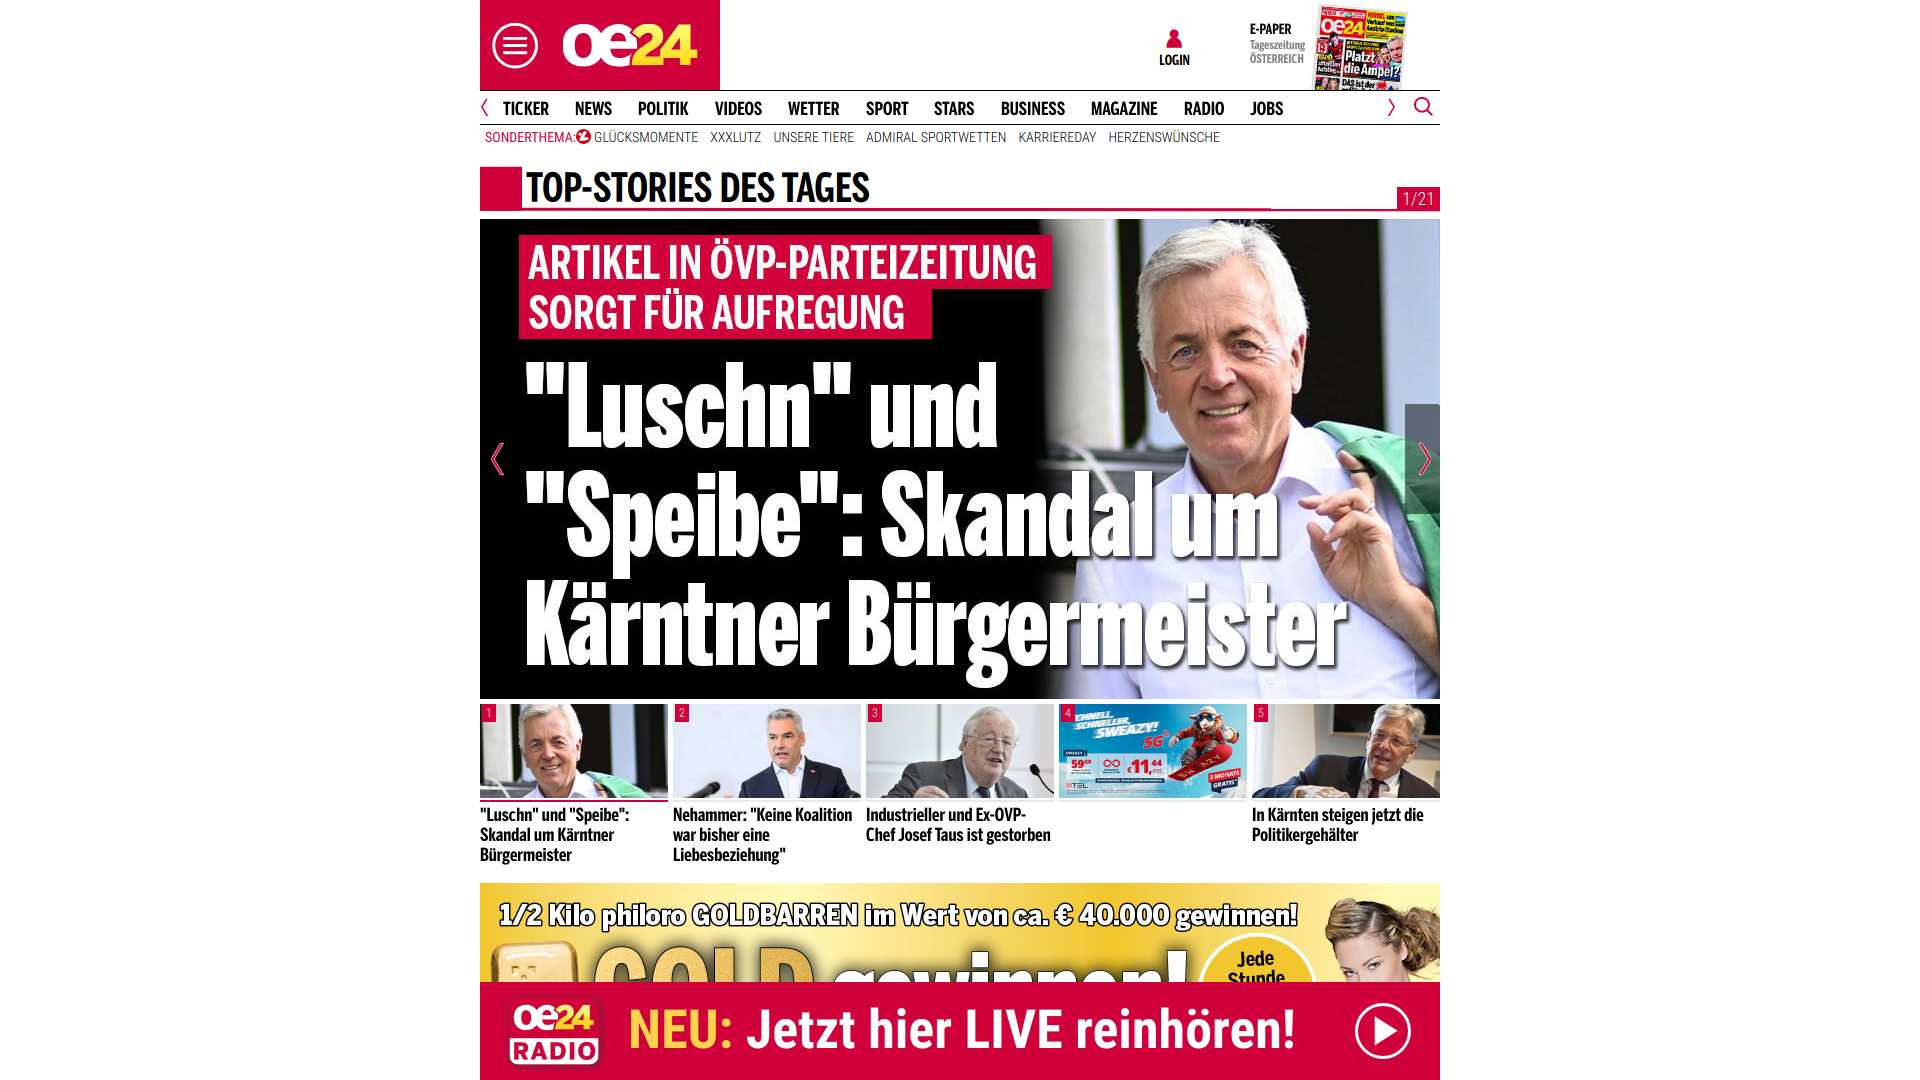 oe24
LOGIN
E-PAPER
Tageszeitung
ÖSTERREICH
oe24
Platzt
die Ampel?
TICKER NEWS POLITIK VIDEOS WETTER SPORT STARS BUSINESS MAGAZINE RADIO JOBS
SONDERTHEMA: GLÜCKSMOMENTE XXXLUTZ UNSERE TIERE ADMIRAL SPORTWETTEN KARRIEREDAY HERZENSWÜNSCHE
TOP-STORIES DES TAGES
1/21
ARTIKEL IN ÖVP-PARTEIZEITUNG
SORGT FÜR AUFREGUNG
"Luschn" und
"Speibe": Skandal um
Kärntner Bürgermeister
1
2
3
4
5
SCHNELL,
SCHNELLER,
SWEAZY!
5G
€11,44
3 MONATE
GRATIS*
"Luschn" und "Speibe":
Skandal um Kärntner
Bürgermeister
Nehammer: "Keine Koalition
war bisher eine
Liebesbeziehung"
Industrieller und Ex-ÖVP-
Chef Josef Taus ist gestorben
In Kärnten steigen jetzt die
Politikergehälter
1/2 Kilo philoro GOLDBARREN im Wert von ca. € 40.000 gewinnen!
GOLD gewinnen!
Jede
Stunde
oe24
RADIO
NEU: Jetzt hier LIVE reinhören!